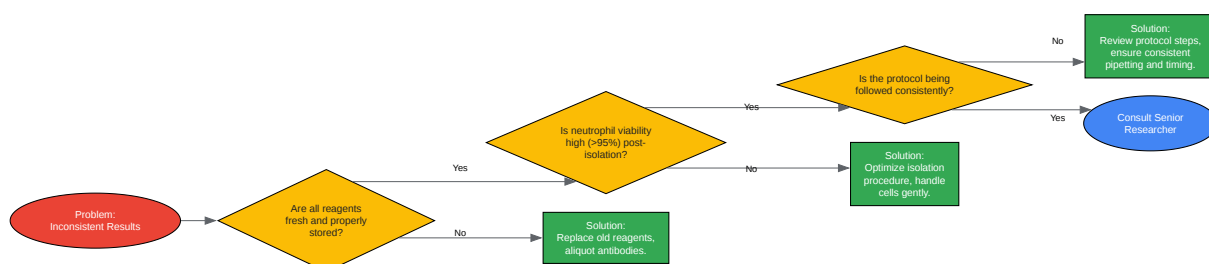 Problem:
Inconsistent Results
Are all reagents
fresh and properly
stored?
Yes
No
Solution:
Replace old reagents,
aliquot antibodies.
Is neutrophil viability
high (>95%) post-
isolation?
Yes
No
Solution:
Optimize isolation
procedure, handle
cells gently.
Is the protocol being
followed consistently?
No
Yes
Solution:
Review protocol steps,
ensure consistent
pipetting and timing.
Consult Senior
Researcher